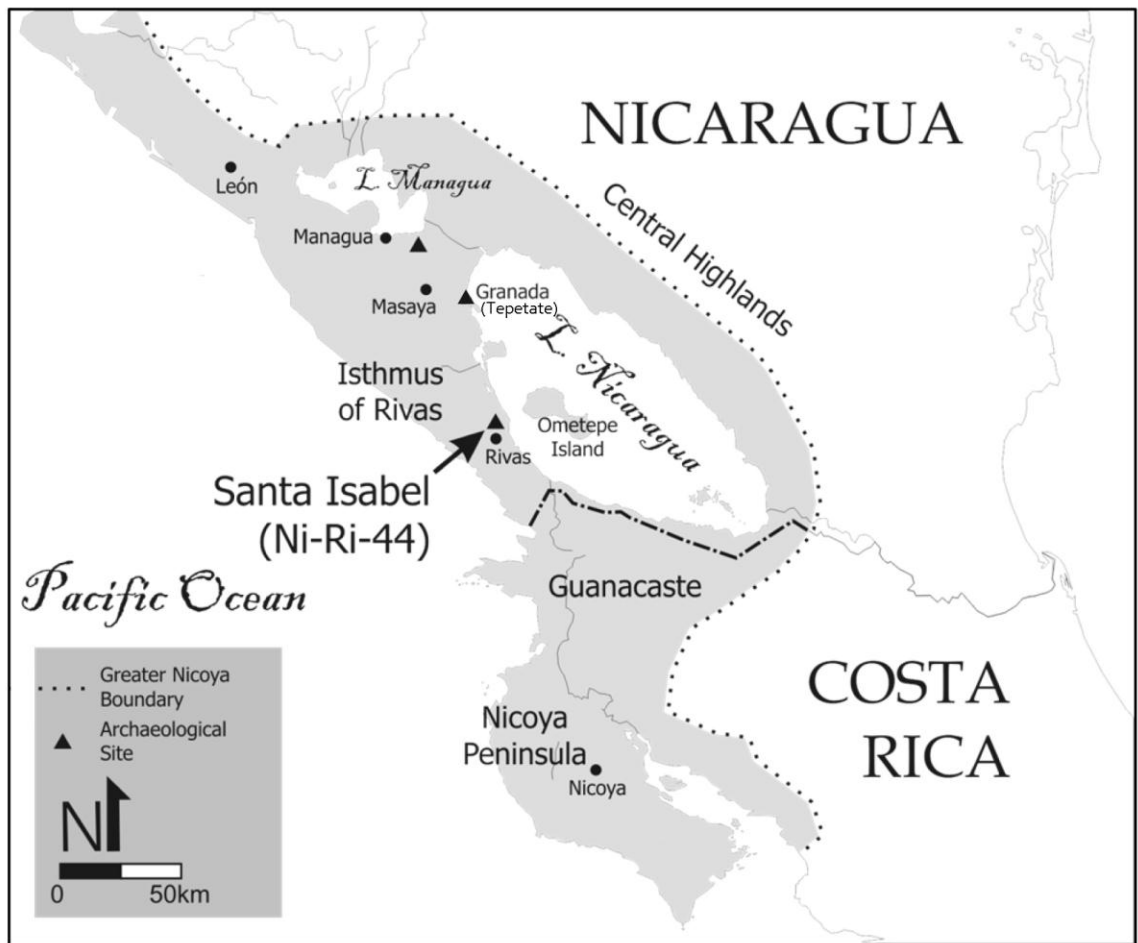 NICARAGUA
Central Highlands
León
L. Managua
Managua
Masaya
Granada
(Tepetate)
L. Nicaragua
Isthmus
of Rivas
Ometepe
Island
Rivas
Santa Isabel
(Ni-Ri-44)
Guanacaste
Pacific Ocean
COSTA
RICA
Nicoya
Peninsula
Nicoya
Greater Nicoya
Boundary
Archaeological
Site
N
0 50km